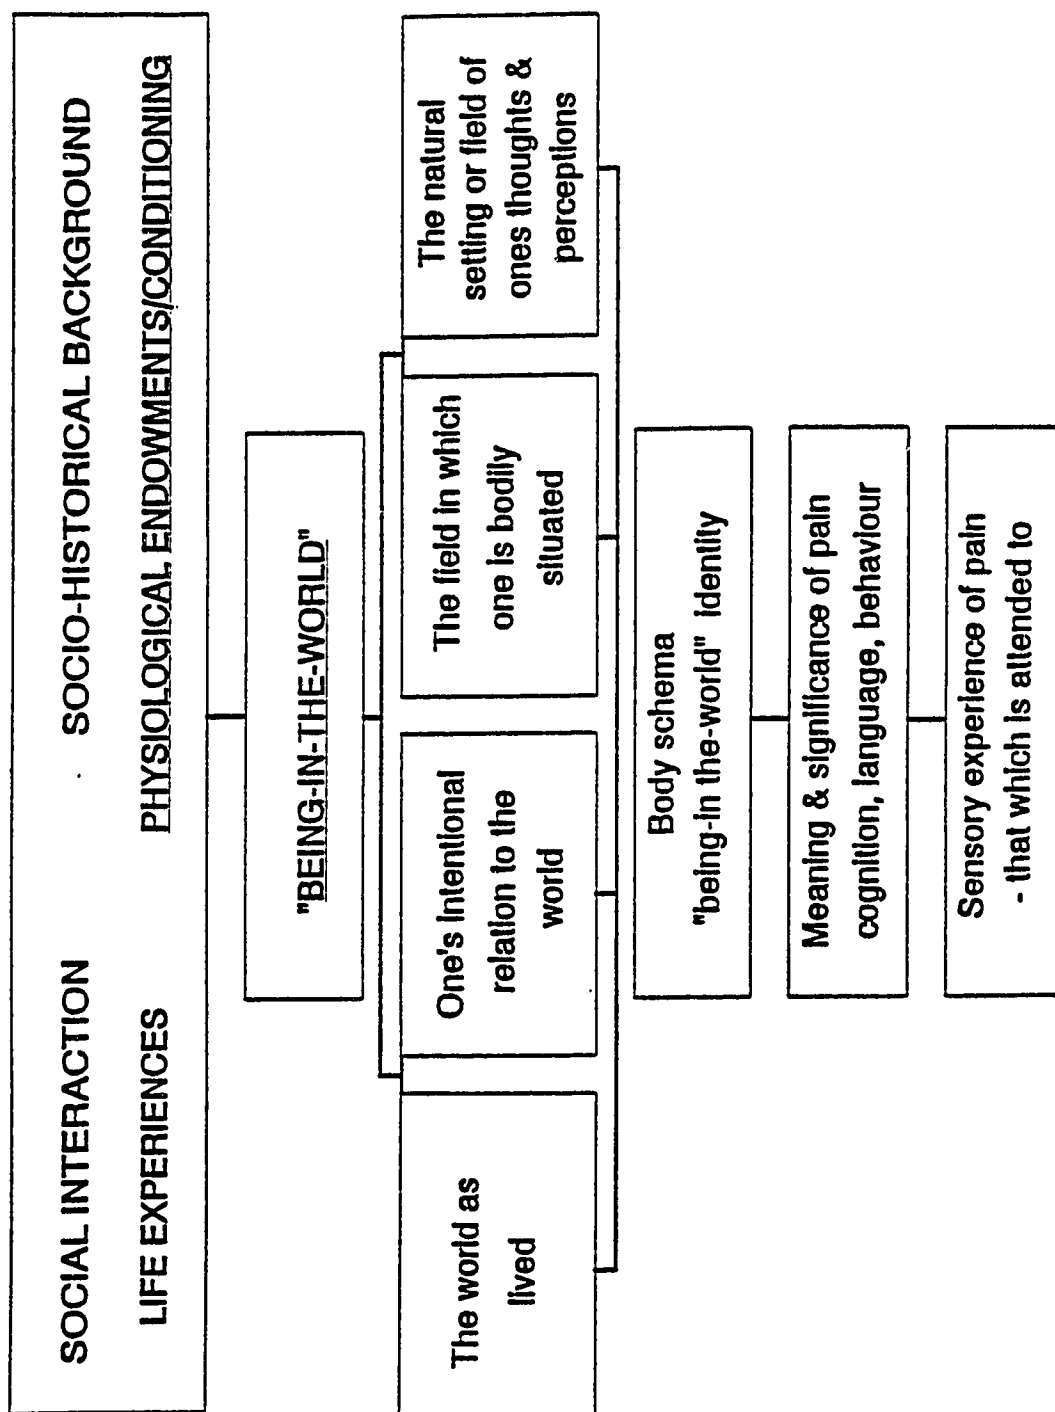 SOCIAL INTERACTION SOCIO-HISTORICAL BACKGROUND
LIFE EXPERIENCES PHYSIOLOGICAL ENDOWMENTS/CONDITIONING
"BEING-IN-THE-WORLD"
The world as
lived
One's intentional
relation to the
world
The field in which
one is bodily
situated
The natural
setting or field of
ones thoughts &
perceptions
Body schema
"being-in the-world" identity
Meaning & significance of pain
cognition, language, behaviour
Sensory experience of pain
- that which is attended to